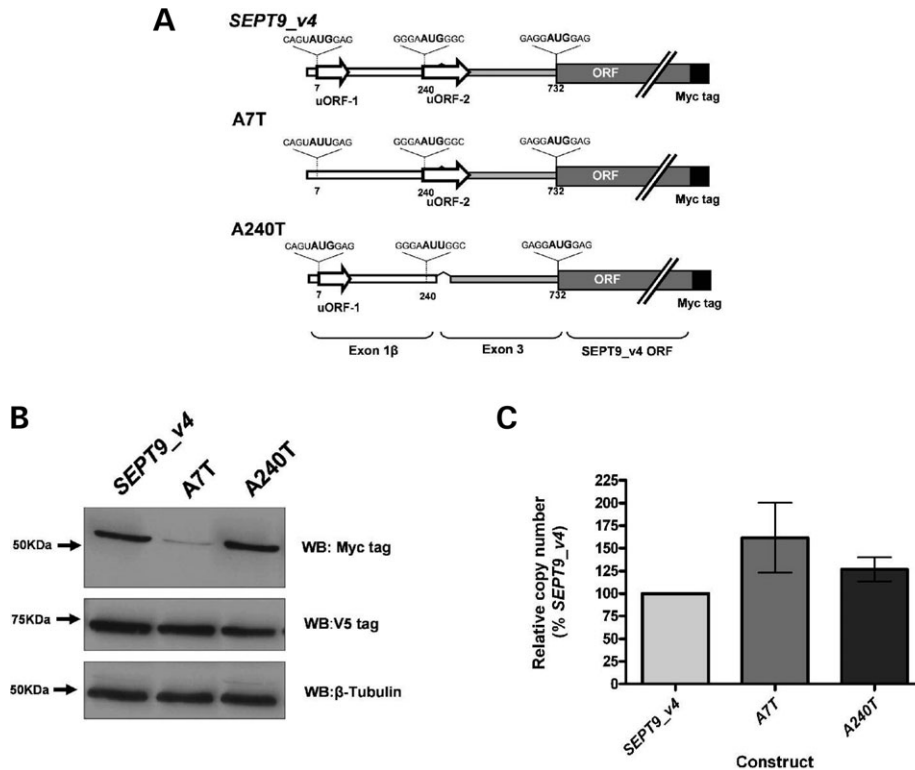 A
SEPT9_v4
CAGUAUGGAG GGGAAUGGGC GAGGAUGGAG
ORF
7 240 732
uORF-1 uORF-2 Myc tag
A7T
CAGUAUUGAG GGGAAUGGGC GAGGAUGGAG
ORF
7 240 732
uORF-2 Myc tag
A240T
CAGUAUGGAG GGGAAUUGGC GAGGAUGGAG
ORF
7 240 732
uORF-1 Myc tag
Exon 1β Exon 3 SEPT9_v4 ORF
B
SEPT9_v4 A7T A240T
50KDa WB: Myc tag
75KDa WB:V5 tag
50KDa WB:β-Tubulin
C
Relative copy number
(% SEPT9_v4)
225
200
175
150
125
100
75
50
25
0
SEPT9_v4 A7T A240T
Construct